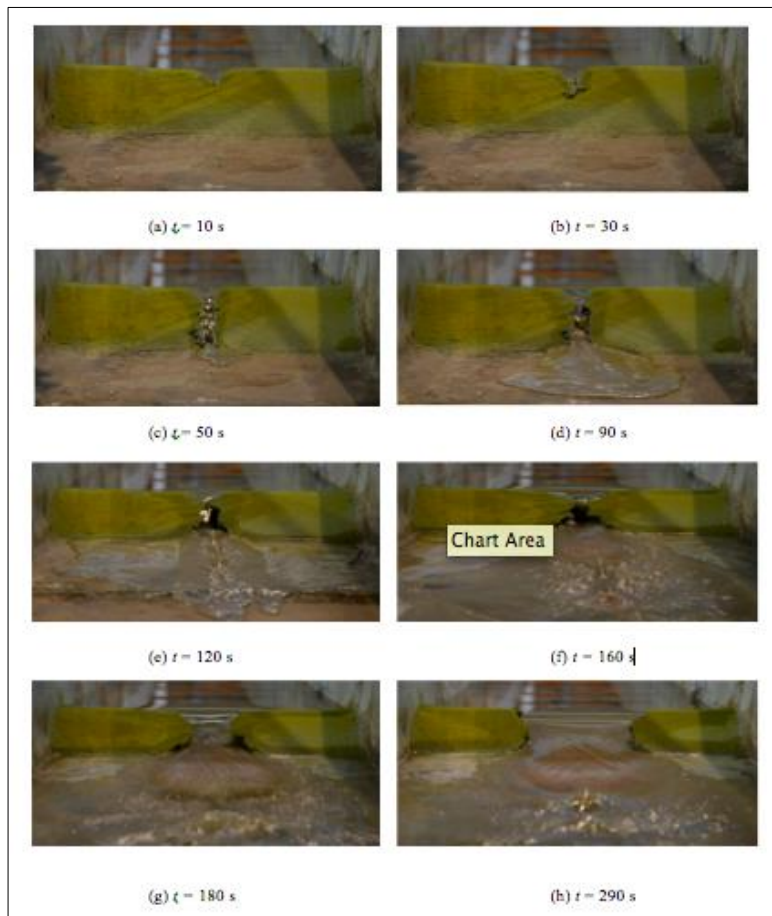 (a) t = 10 s
(b) t = 30 s
(c) t = 50 s
(d) t = 90 s
(e) t = 120 s
Chart Area
(f) t = 160 s
(g) t = 180 s
(h) t = 290 s